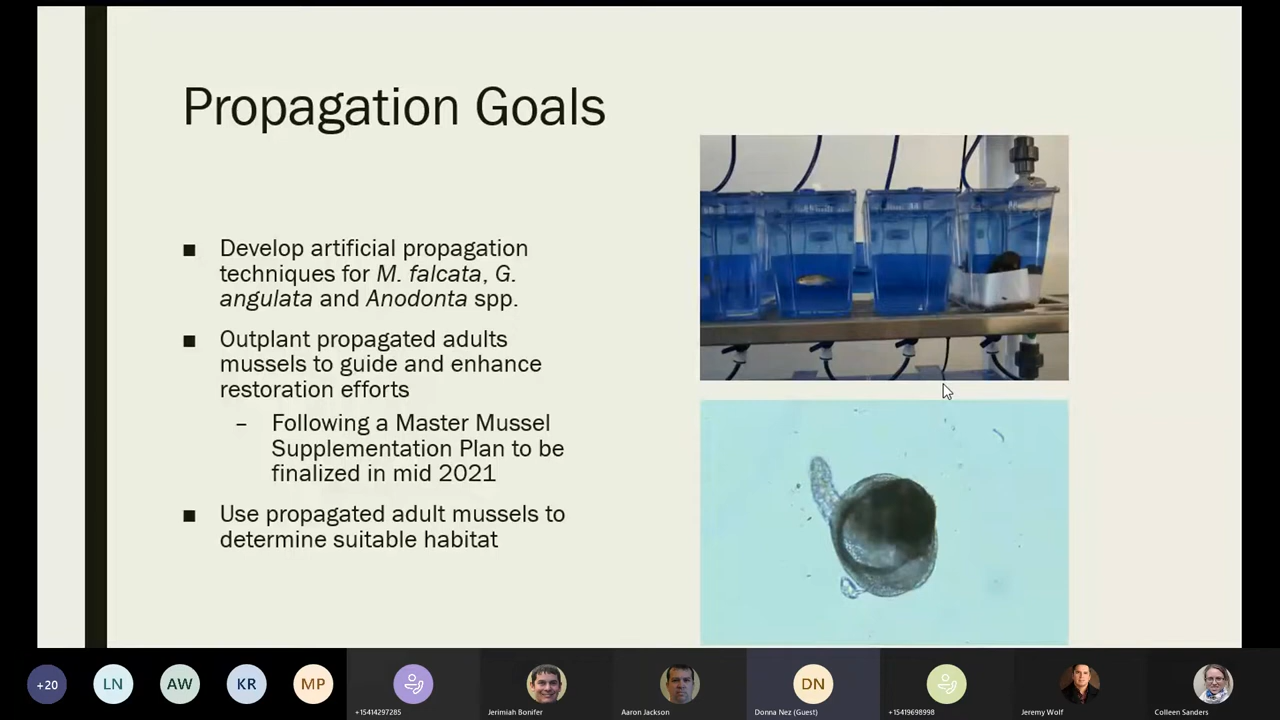 Propagation Goals
■ Develop artificial propagation
techniques for M. falcata, G.
angulata and Anodonta spp.
■ Outplant propagated adults
mussels to guide and enhance
restoration efforts
– Following a Master Mussel
Supplementation Plan to be
finalized in mid 2021
■ Use propagated adult mussels to
determine suitable habitat
+20
LN
AW
KR
MP
DN
+15414297285
Jerimiah Bonifer
Aaron Jackson
Donna Nez (Guest)
+15419698998
Jeremy Wolf
Colleen Sanders